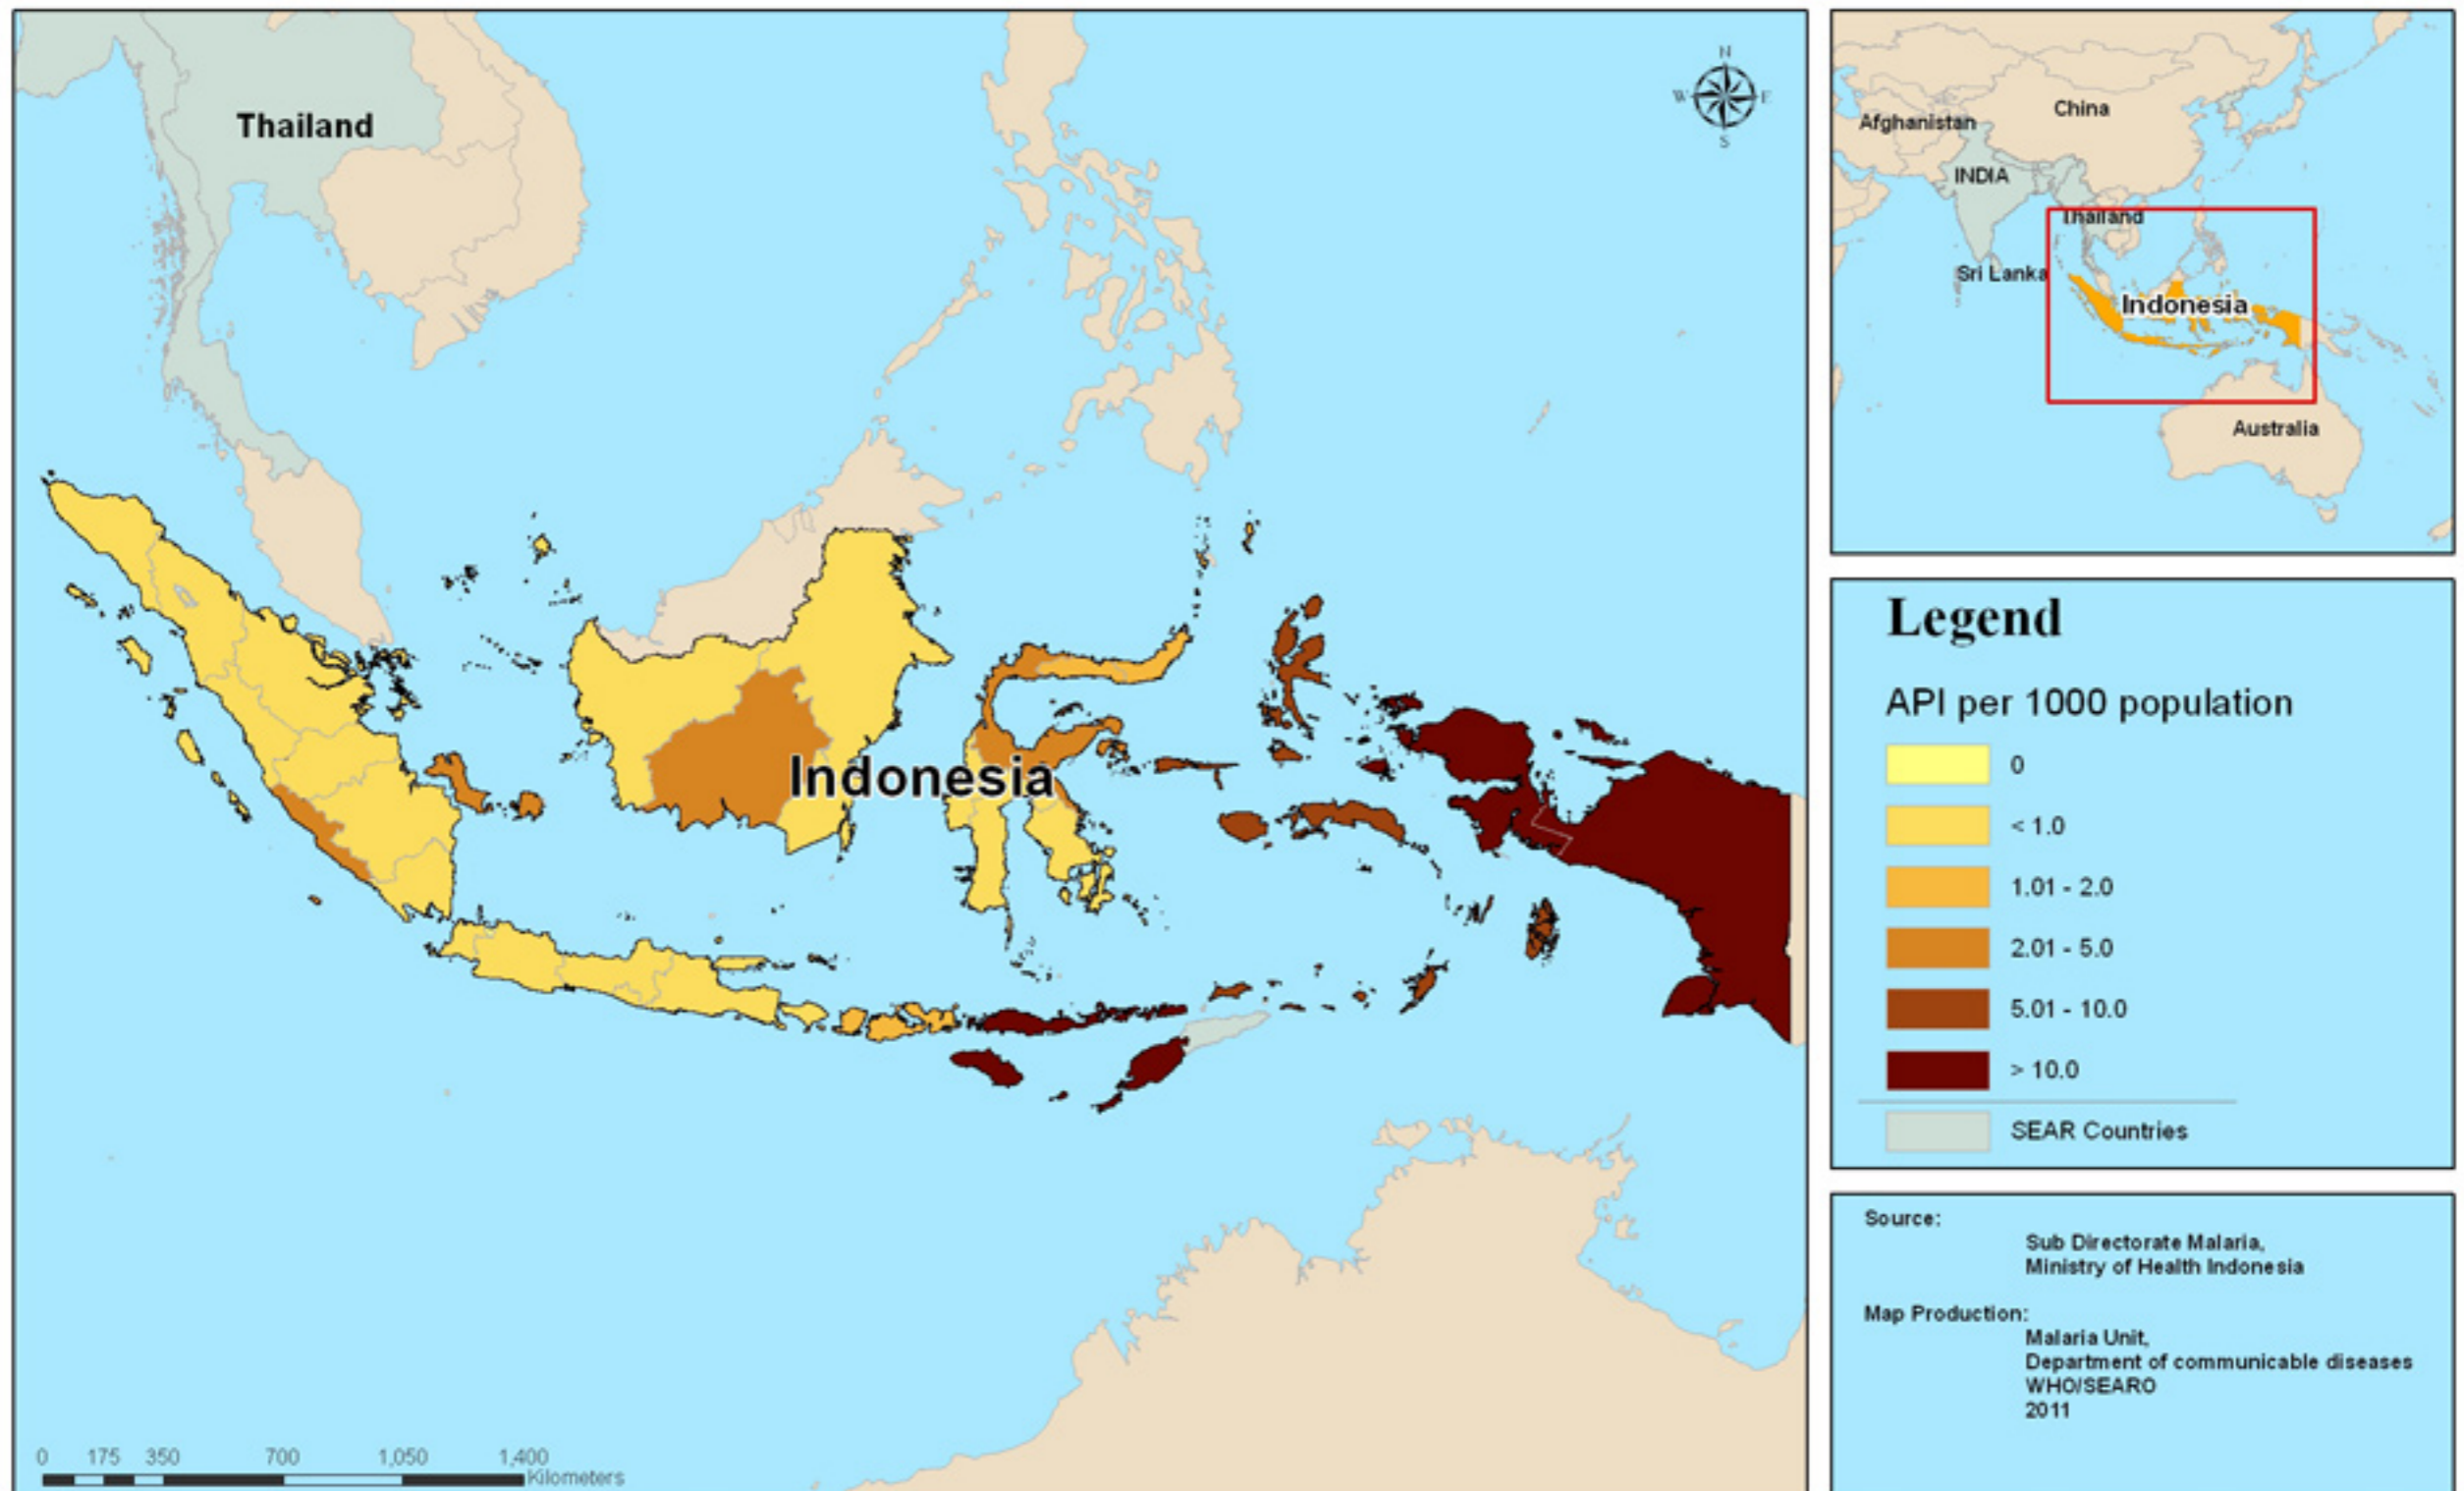 Thailand
N
W
E
S
Indonesia
0 175 350 700 1,050 1,400
Kilometers
China
Afghanistan
INDIA
Thailand
Sri Lanka
Indonesia
Australia
Legend
API per 1000 population
0
< 1.0
1.01 - 2.0
2.01 - 5.0
5.01 - 10.0
> 10.0
SEAR Countries
Source:
Sub Directorate Malaria,
Ministry of Health Indonesia
Map Production:
Malaria Unit,
Department of communicable diseases
WHO/SEARO
2011